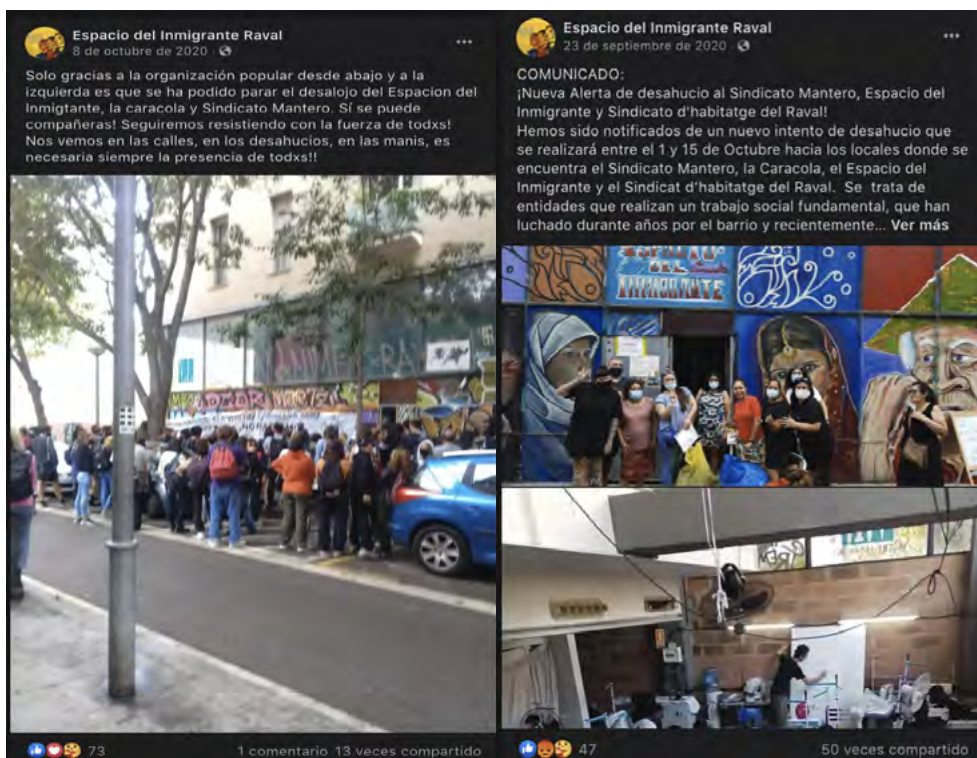 Espacio del Inmigrante Raval
8 de octubre de 2020
Solo gracias a la organización popular desde abajo y a la
izquierda es que se ha podido parar el desalojo del Espacion del
Inmigtante, la caracola y Sindicato Mantero. Sí se puede
compañeras! Seguiremos resistiendo con la fuerza de todxs!
Nos vemos en las calles, en los desahucios, en las manis, es
necesaria siempre la presencia de todxs!!
73
1 comentario 13 veces compartido
Espacio del Inmigrante Raval
23 de septiembre de 2020
COMUNICADO:
¡Nueva Alerta de desahucio al Sindicato Mantero, Espacio del
Inmigrante y Sindicato d'habitatge del Raval!
Hemos sido notificados de un nuevo intento de desahucio que
se realizará entre el 1 y 15 de Octubre hacia los locales donde se
encuentra el Sindicato Mantero, la Caracola, el Espacio del
Inmigrante y el Sindicat d'habitatge del Raval. Se trata de
entidades que realizan un trabajo social fundamental, que han
luchado durante años por el barrio y recientemente... Ver más
ESPACIO
DEL
INMIGRANTE
47
50 veces compartido